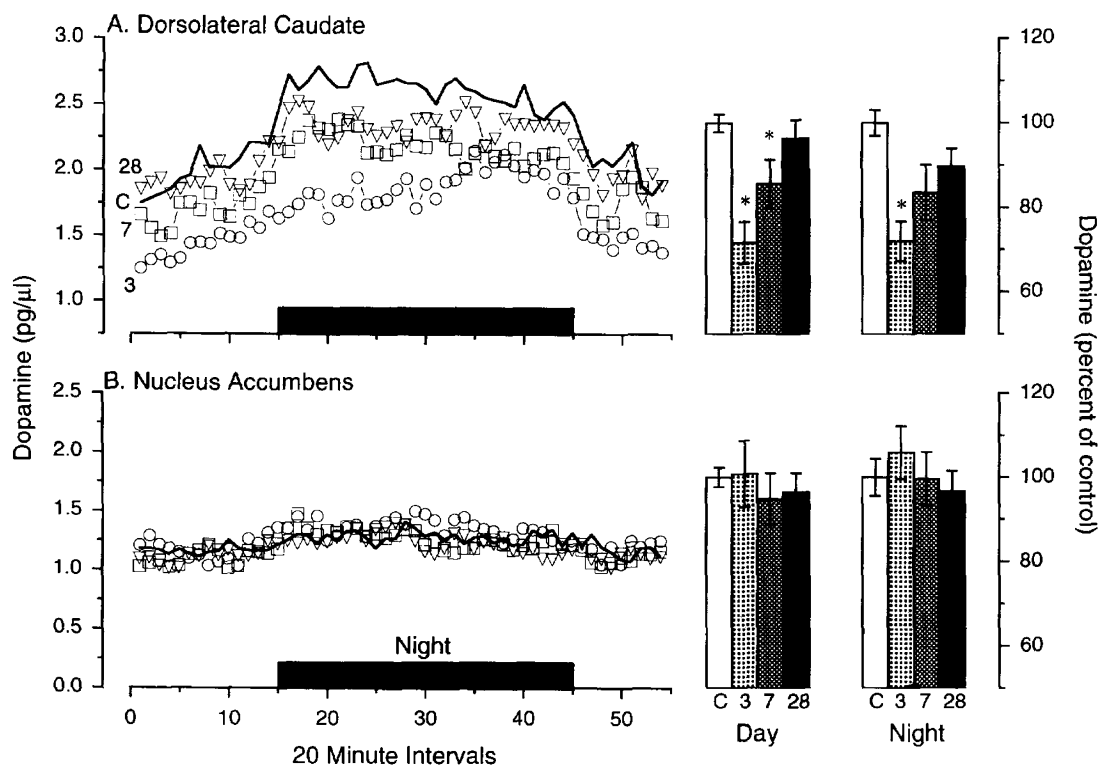 A. Dorsolateral Caudate
3.0
2.5
2.0
1.5
1.0
28
C
7
3
120
100
80
60
*
*
*
Dopamine (pg/μl)
Dopamine (percent of control)
B. Nucleus Accumbens
2.5
2.0
1.5
1.0
0.5
0.0
Night
120
100
80
60
0 10 20 30 40 50
20 Minute Intervals
C 3 7 28
Day
C 3 7 28
Night